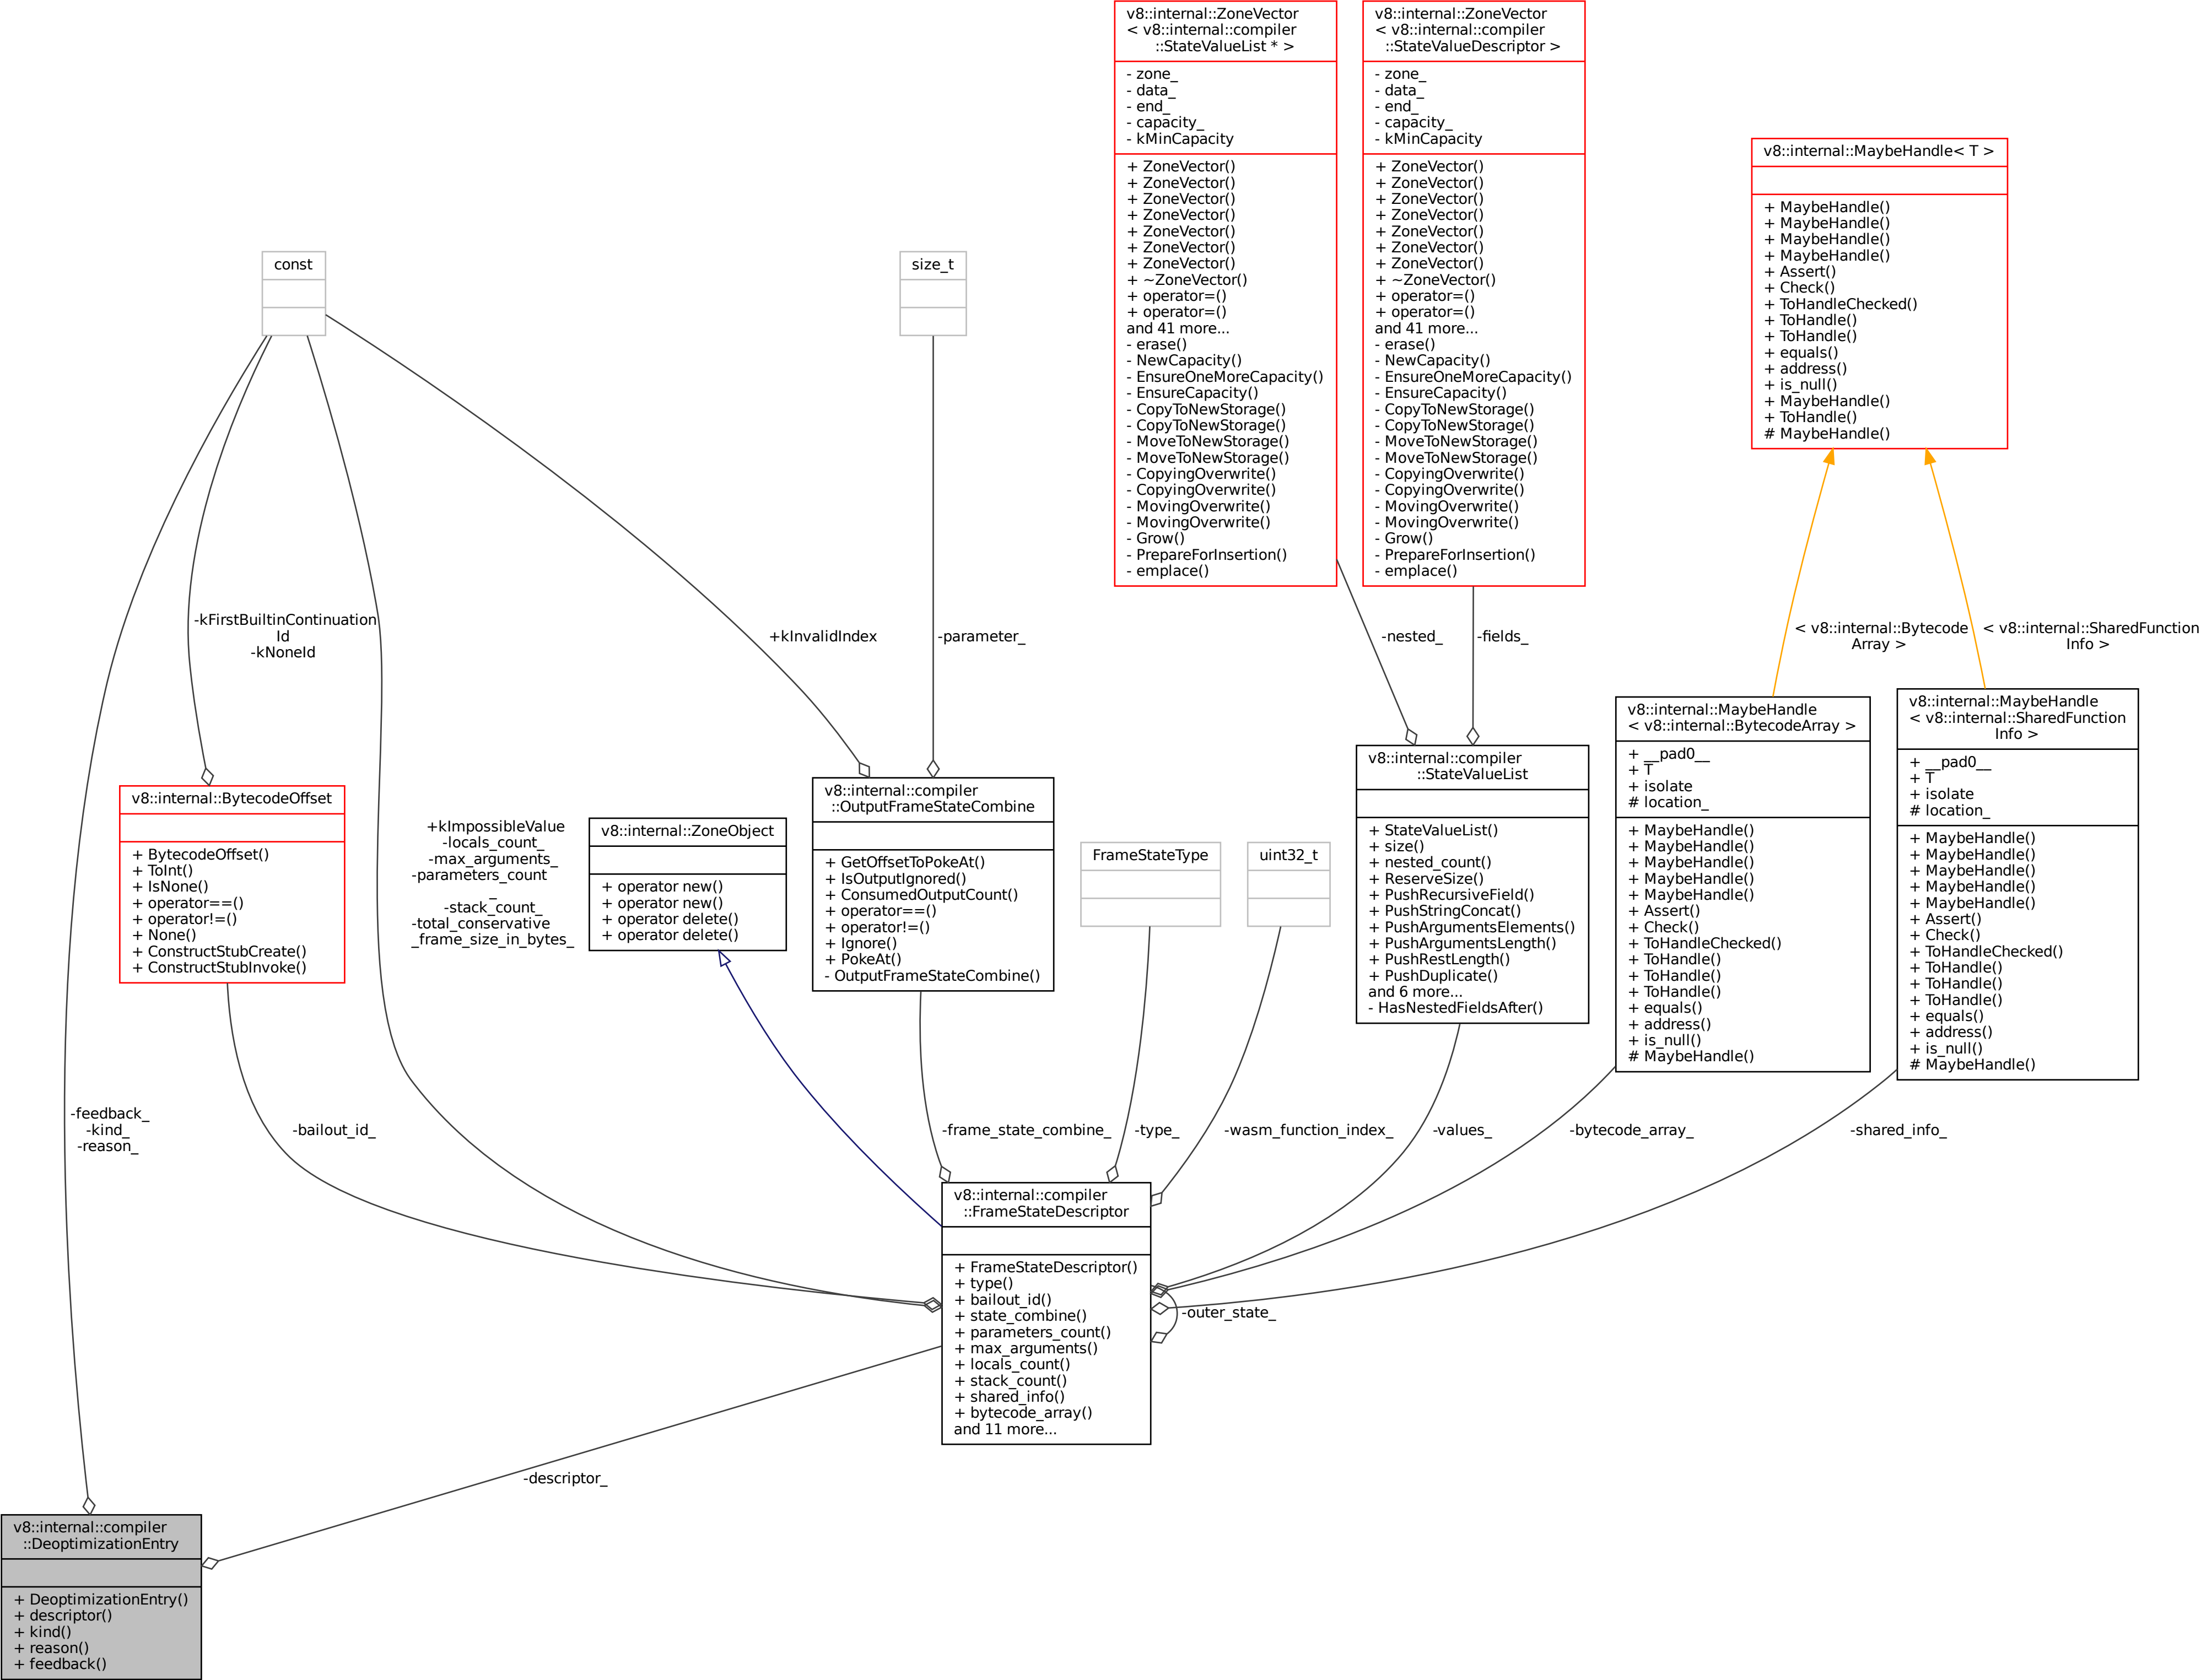 v8::internal::ZoneVector
< v8::internal::compiler
::StateValueList * >
- zone_
- data_
- end_
- capacity_
- kMinCapacity
+ ZoneVector()
+ ZoneVector()
+ ZoneVector()
+ ZoneVector()
+ ZoneVector()
+ ZoneVector()
+ ZoneVector()
+ ~ZoneVector()
+ operator=()
+ operator=()
and 41 more...
- erase()
- NewCapacity()
- EnsureOneMoreCapacity()
- EnsureCapacity()
- CopyToNewStorage()
- CopyToNewStorage()
- MoveToNewStorage()
- MoveToNewStorage()
- CopyingOverwrite()
- CopyingOverwrite()
- MovingOverwrite()
- MovingOverwrite()
- Grow()
- PrepareForInsertion()
- emplace()
v8::internal::ZoneVector
< v8::internal::compiler
::StateValueDescriptor >
- zone_
- data_
- end_
- capacity_
- kMinCapacity
+ ZoneVector()
+ ZoneVector()
+ ZoneVector()
+ ZoneVector()
+ ZoneVector()
+ ZoneVector()
+ ZoneVector()
+ ~ZoneVector()
+ operator=()
+ operator=()
and 41 more...
- erase()
- NewCapacity()
- EnsureOneMoreCapacity()
- EnsureCapacity()
- CopyToNewStorage()
- CopyToNewStorage()
- MoveToNewStorage()
- MoveToNewStorage()
- CopyingOverwrite()
- CopyingOverwrite()
- MovingOverwrite()
- MovingOverwrite()
- Grow()
- PrepareForInsertion()
- emplace()
v8::internal::MaybeHandle< T >
+ MaybeHandle()
+ MaybeHandle()
+ MaybeHandle()
+ MaybeHandle()
+ Assert()
+ Check()
+ ToHandleChecked()
+ ToHandle()
+ ToHandle()
+ equals()
+ address()
+ is_null()
+ MaybeHandle()
+ ToHandle()
# MaybeHandle()
const
size_t
-kFirstBuiltinContinuation
Id
-kNoneId
+kInvalidIndex
-parameter_
-nested_
-fields_
< v8::internal::Bytecode
Array >
< v8::internal::SharedFunction
Info >
v8::internal::BytecodeOffset
+ BytecodeOffset()
+ ToInt()
+ IsNone()
+ operator==()
+ operator!=()
+ None()
+ ConstructStubCreate()
+ ConstructStubInvoke()
+kImpossibleValue
-locals_count_
-max_arguments_
-parameters_count
_
-stack_count_
-total_conservative
_frame_size_in_bytes_
v8::internal::ZoneObject
+ operator new()
+ operator new()
+ operator delete()
+ operator delete()
v8::internal::compiler
::OutputFrameStateCombine
+ GetOffsetToPokeAt()
+ IsOutputIgnored()
+ ConsumedOutputCount()
+ operator==()
+ operator!=()
+ Ignore()
+ PokeAt()
- OutputFrameStateCombine()
FrameStateType
uint32_t
v8::internal::compiler
::StateValueList
+ StateValueList()
+ size()
+ nested_count()
+ ReserveSize()
+ PushRecursiveField()
+ PushStringConcat()
+ PushArgumentsElements()
+ PushArgumentsLength()
+ PushRestLength()
+ PushDuplicate()
and 6 more...
- HasNestedFieldsAfter()
v8::internal::MaybeHandle
< v8::internal::BytecodeArray >
+ __pad0__
+ T
+ isolate
# location_
+ MaybeHandle()
+ MaybeHandle()
+ MaybeHandle()
+ MaybeHandle()
+ MaybeHandle()
+ Assert()
+ Check()
+ ToHandleChecked()
+ ToHandle()
+ ToHandle()
+ ToHandle()
+ equals()
+ address()
+ is_null()
# MaybeHandle()
v8::internal::MaybeHandle
< v8::internal::SharedFunction
Info >
+ __pad0__
+ T
+ isolate
# location_
+ MaybeHandle()
+ MaybeHandle()
+ MaybeHandle()
+ MaybeHandle()
+ MaybeHandle()
+ Assert()
+ Check()
+ ToHandleChecked()
+ ToHandle()
+ ToHandle()
+ ToHandle()
+ equals()
+ address()
+ is_null()
# MaybeHandle()
-feedback_
-kind_
-reason_
-bailout_id_
-frame_state_combine_
-type_
-wasm_function_index_
-values_
-bytecode_array_
-shared_info_
v8::internal::compiler
::FrameStateDescriptor
+ FrameStateDescriptor()
+ type()
+ bailout_id()
+ state_combine()
+ parameters_count()
+ max_arguments()
+ locals_count()
+ stack_count()
+ shared_info()
+ bytecode_array()
and 11 more...
-outer_state_
-descriptor_
v8::internal::compiler
::DeoptimizationEntry
+ DeoptimizationEntry()
+ descriptor()
+ kind()
+ reason()
+ feedback()